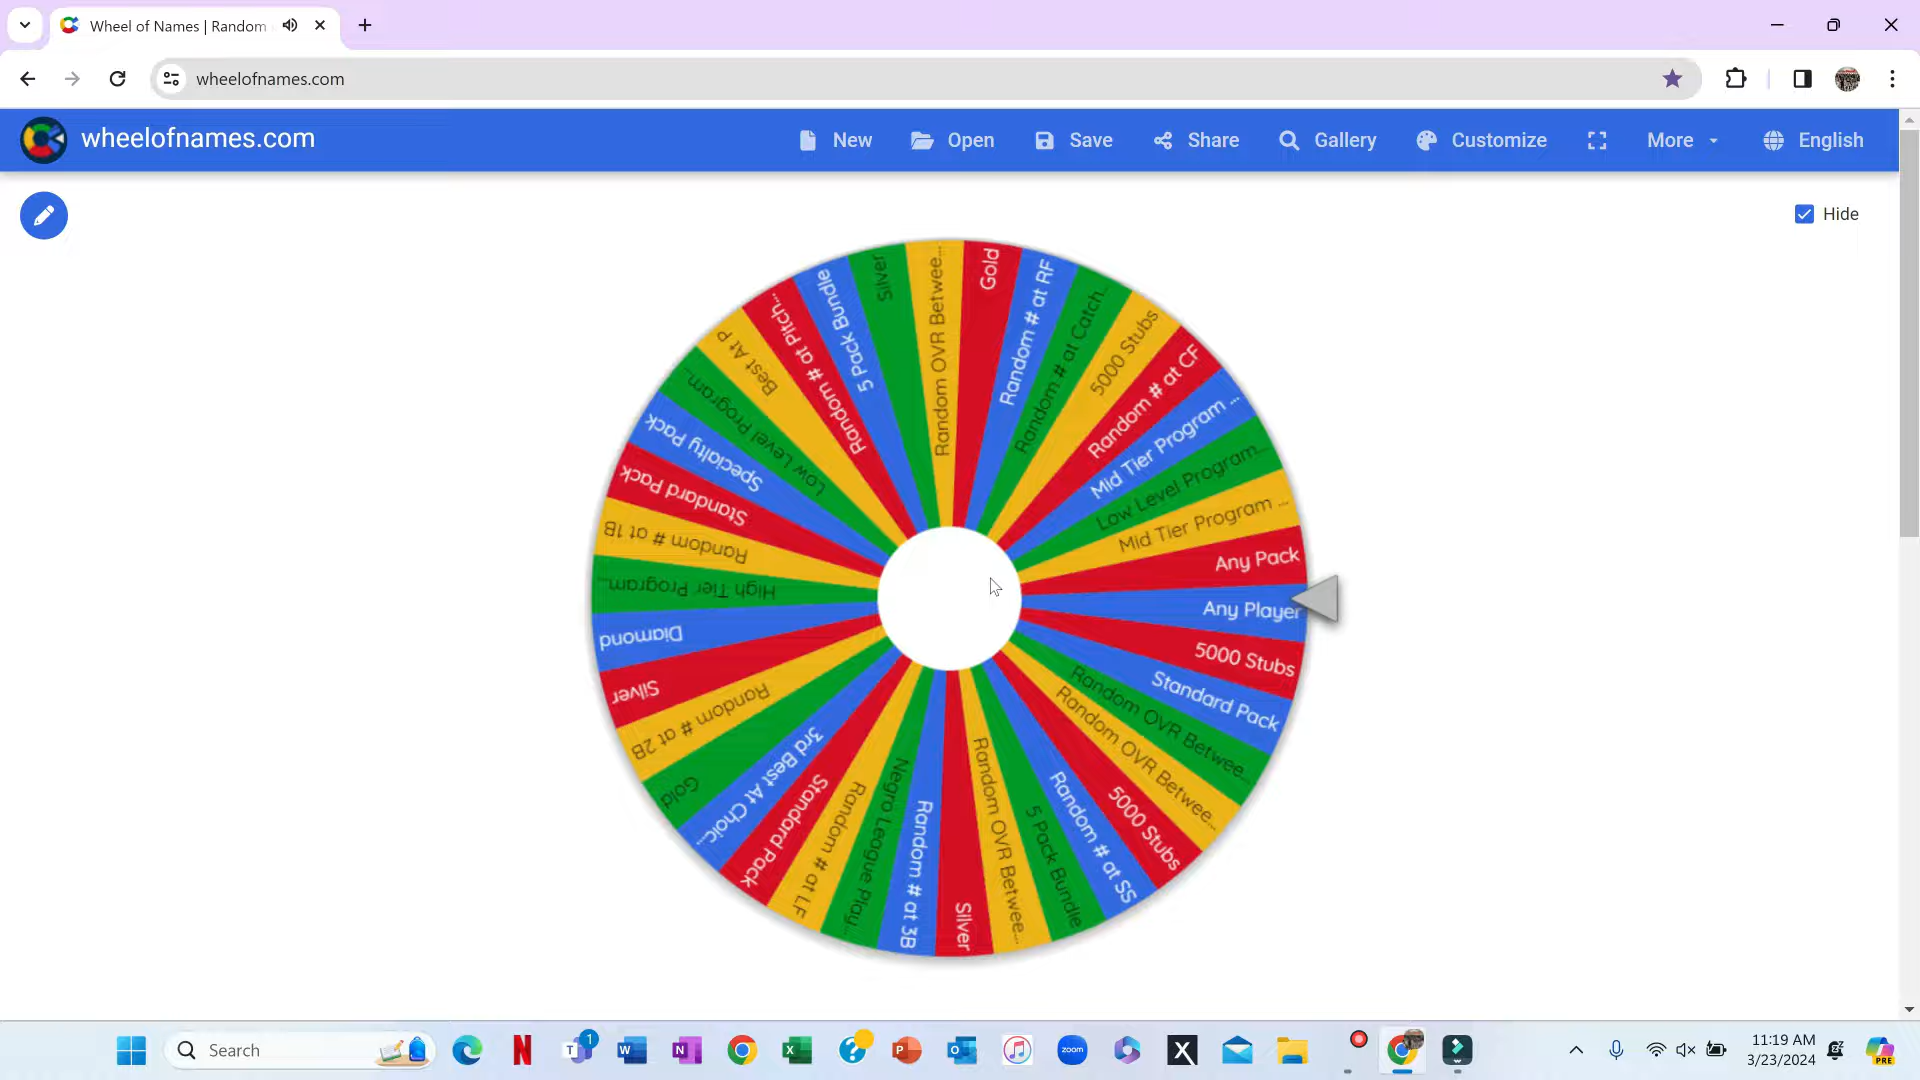 Wheel of Names | Random
wheelofnames.com
wheelofnames.com
New
Open
Save
Share
Gallery
Customize
More
English
Hide
Gold
Random # at RF
Random # at Catch...
5000 Stubs
Random # at CF
Mid Tier Program ...
Low Level Program...
Mid Tier Program ...
Any Pack
Any Player
5000 Stubs
Standard Pack
Random OVR Betwee...
Random OVR Betwee...
5000 Stubs
Random # at SS
5 Pack Bundle
Random OVR Betwee...
Silver
Random # at 3B
Negro League Play...
Random # at LF
Standard Pack
3rd Best At Choic...
Gold
Random # at 2B
Silver
Diamond
High Tier Program...
Random # at 1B
Standard Pack
Specialty Pack
Low Level Program...
Best At P
Random # at Pitch...
5 Pack Bundle
Silver
Random OVR Betwee...
Search
1
zoom
11:19 AM
3/23/2024
PRE